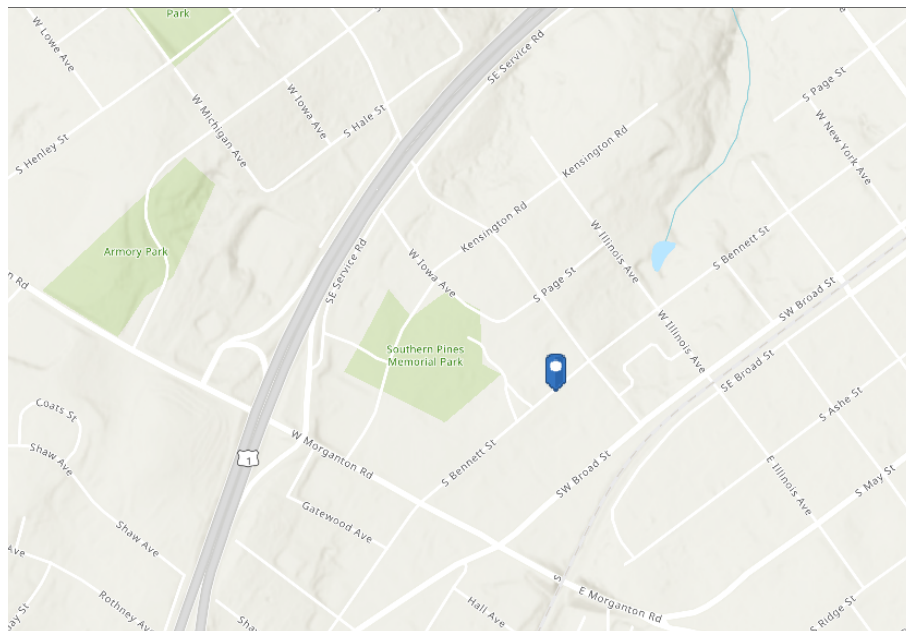 Park
SE Service Rd
W Lowe Ave
W Michigan Ave
W Iowa Ave
S Hale St
S Page St
W New York Ave
S Henley St
Kensington Rd
Kensington Rd
Armory Park
SE Service Rd
W Iowa Ave
W Illinois Ave
S Bennett St
n Rd
S Page St
SW Broad St
W Illinois Ave
Southern Pines
Memorial Park
SE Broad St
Coats St
S Ashe St
Shaw Ave
W Morganton Rd
1
S Bennett St
SW Broad St
E Illinois Ave
S May St
Gatewood Ave
Shaw Ave
Ave
S
Rothney Ave
ay St
Shaw
Hall Ave
E Morganton Rd
S Ridge St